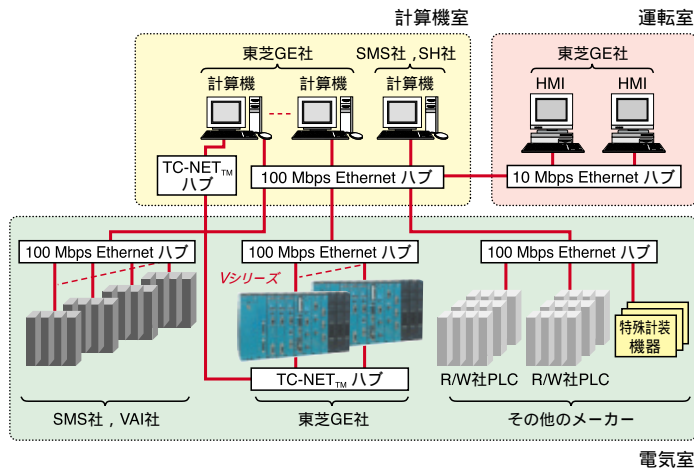 計算機室
運転室
東芝GE社
SMS社 ,SH社
東芝GE社
計算機
計算機
計算機
HMI
HMI
TC-NET™
ハブ
100 Mbps Ethernet ハブ
10 Mbps Ethernet ハブ
100 Mbps Ethernet ハブ
100 Mbps Ethernet ハブ
100 Mbps Ethernet ハブ
Vシリーズ
特殊計装
機器
TC-NET™ ハブ
R/W社PLC
R/W社PLC
SMS社 , VAI社
東芝GE社
その他のメーカー
電気室